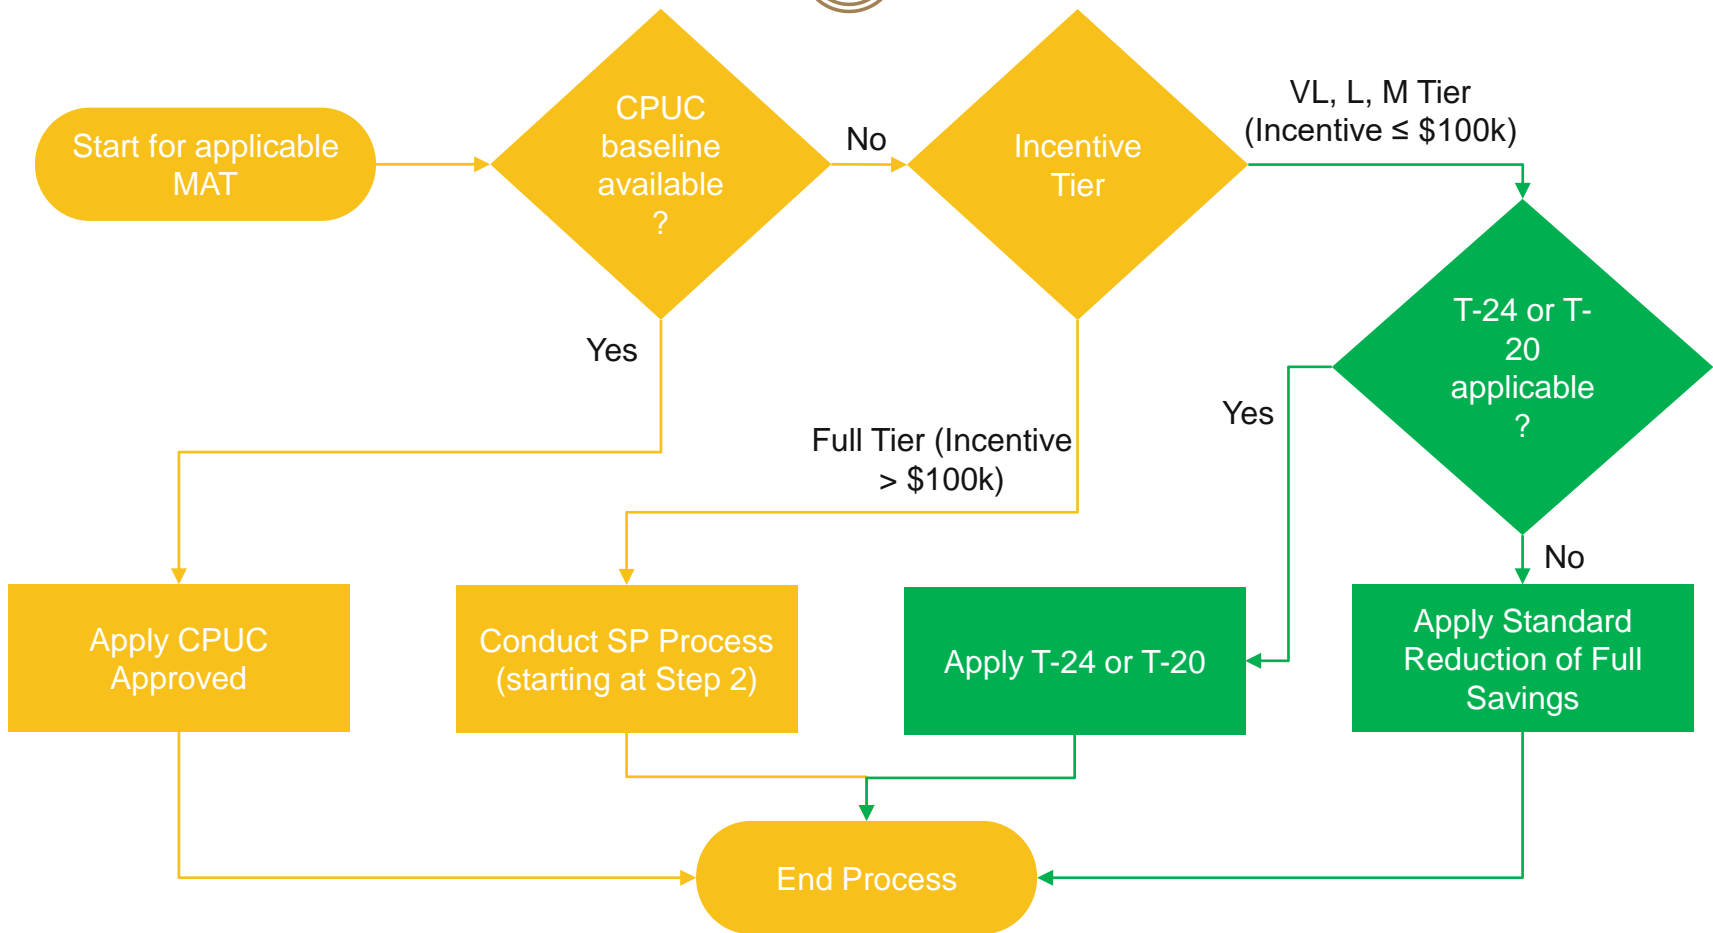 Start for applicable
MAT
CPUC
baseline
available
?
No
Incentive
Tier
VL, L, M Tier
(Incentive ≤ $100k)
T-24 or T-
20
applicable
?
Yes
Yes
Full Tier (Incentive
> $100k)
No
Apply CPUC
Approved
Conduct SP Process
(starting at Step 2)
Apply T-24 or T-20
Apply Standard
Reduction of Full
Savings
End Process